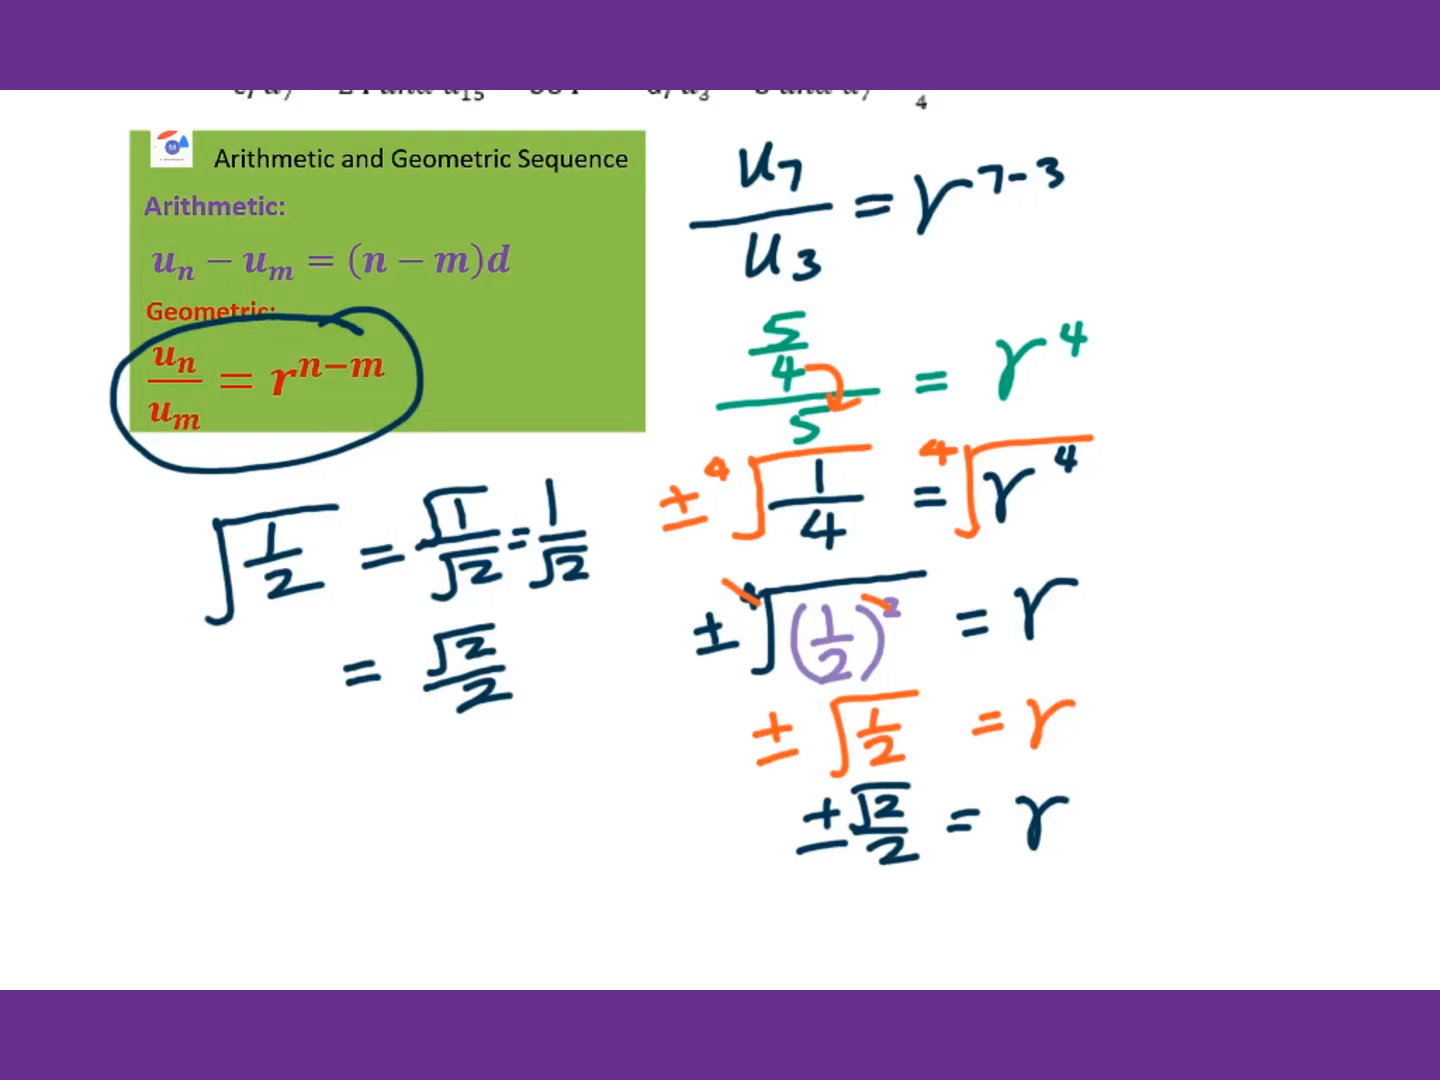 Arithmetic and Geometric Sequence
Arithmetic:
uₙ − uₘ = (n − m)d
Geometric:
uₙ/uₘ = rⁿ⁻ᵐ
u₇/u₃ = r⁷⁻³
(5/4)/5 = r⁴
± ⁴√(1/4) = ⁴√(r⁴)
± ⁴√((1/2)²) = r
± √(1/2) = r
± √2/2 = r
√(1/2) = √1/√2 = 1/√2
= √2/2